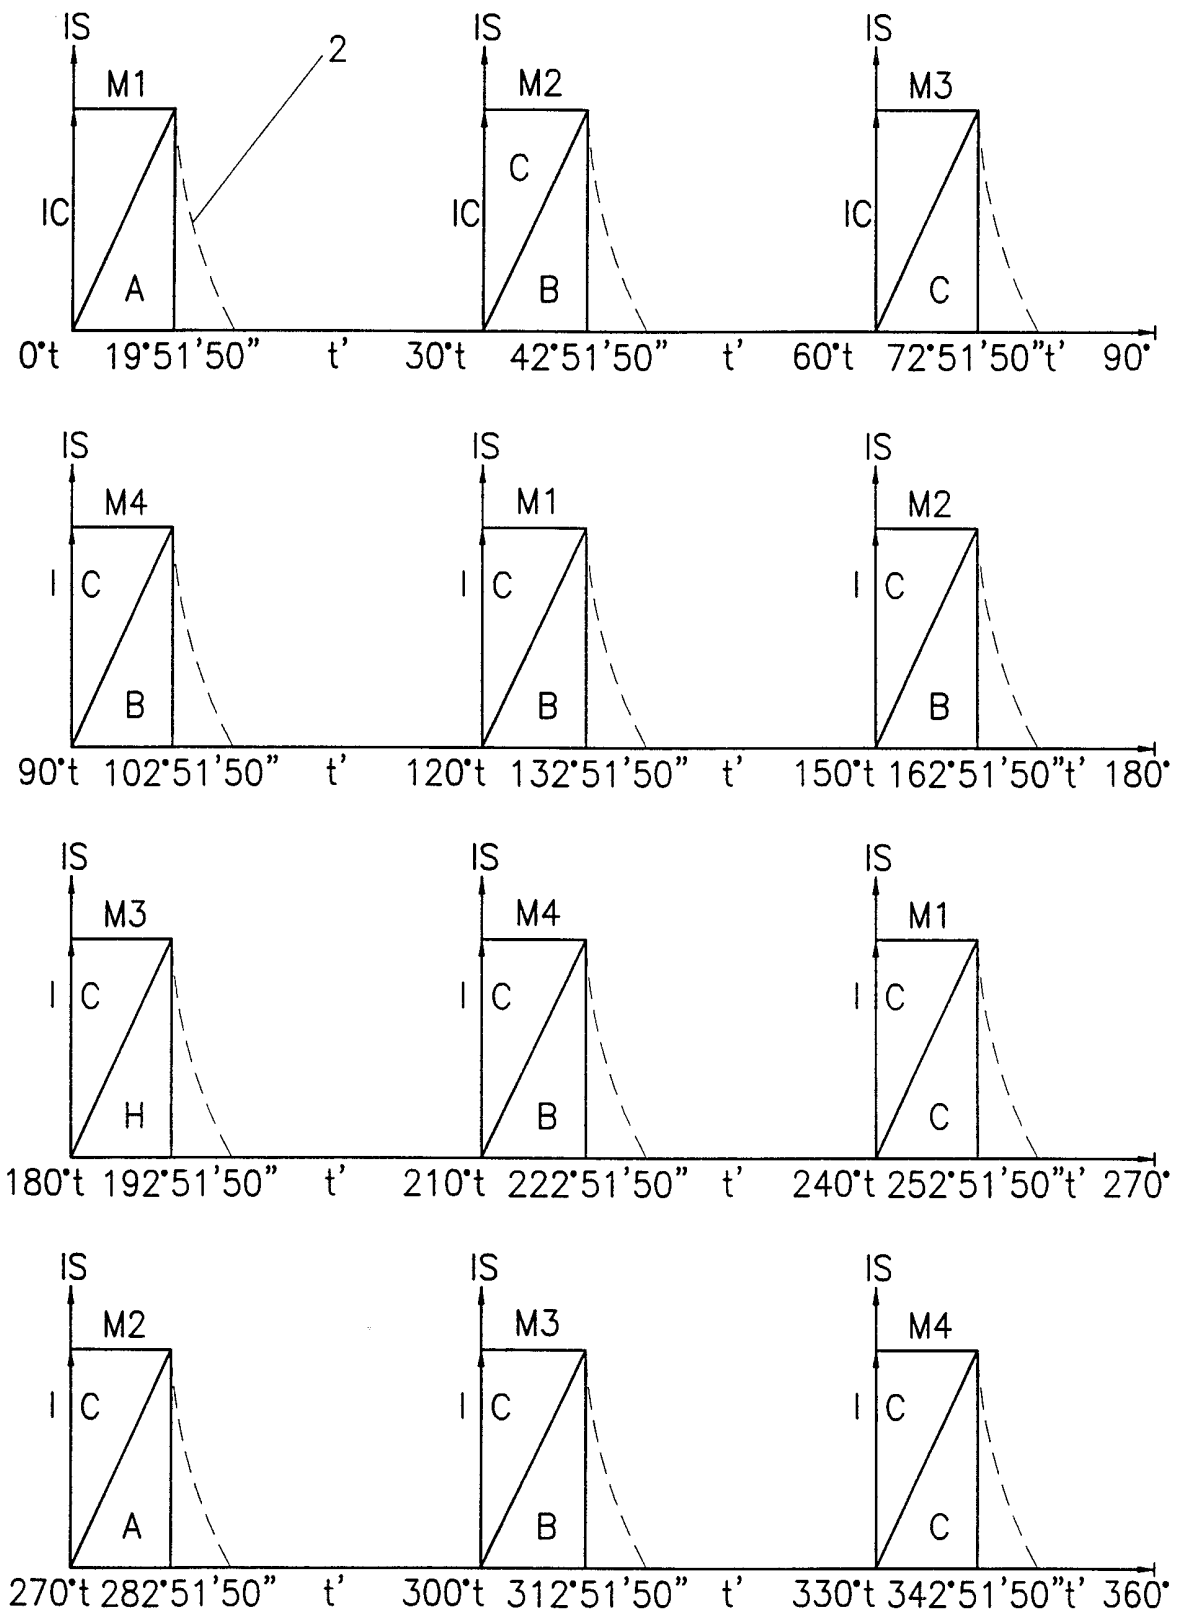 IS IS IS
2
M1 M2 M3
C
IC IC IC
A B C
0°t 19°51'50" t' 30°t 42°51'50" t' 60°t 72°51'50"t' 90°
IS IS IS
M4 M1 M2
I C I C I C
B B B
90°t 102°51'50" t' 120°t 132°51'50" t' 150°t 162°51'50"t' 180°
IS IS IS
M3 M4 M1
I C I C I C
H B C
180°t 192°51'50" t' 210°t 222°51'50" t' 240°t 252°51'50"t' 270°
IS IS IS
M2 M3 M4
I C I C I C
A B C
270°t 282°51'50" t' 300°t 312°51'50" t' 330°t 342°51'50"t' 360°